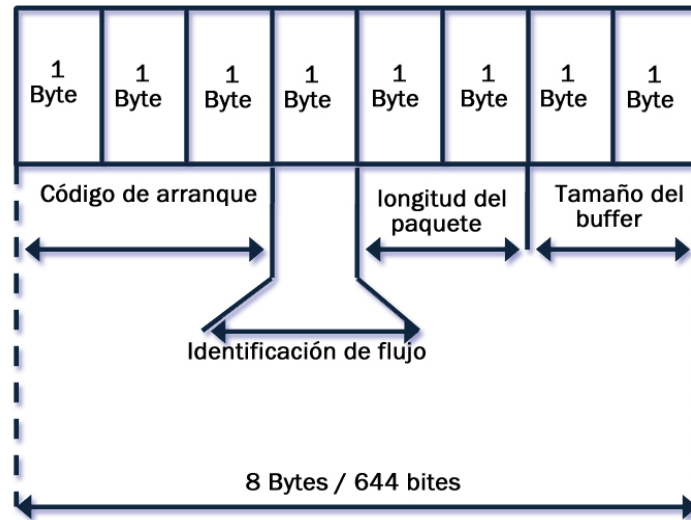 1 1 1 1 1 1 1 1
Byte Byte Byte Byte Byte Byte Byte Byte
Código de arranque
longitud del
paquete
Tamaño del
buffer
Identificación de flujo
8 Bytes / 644 bites